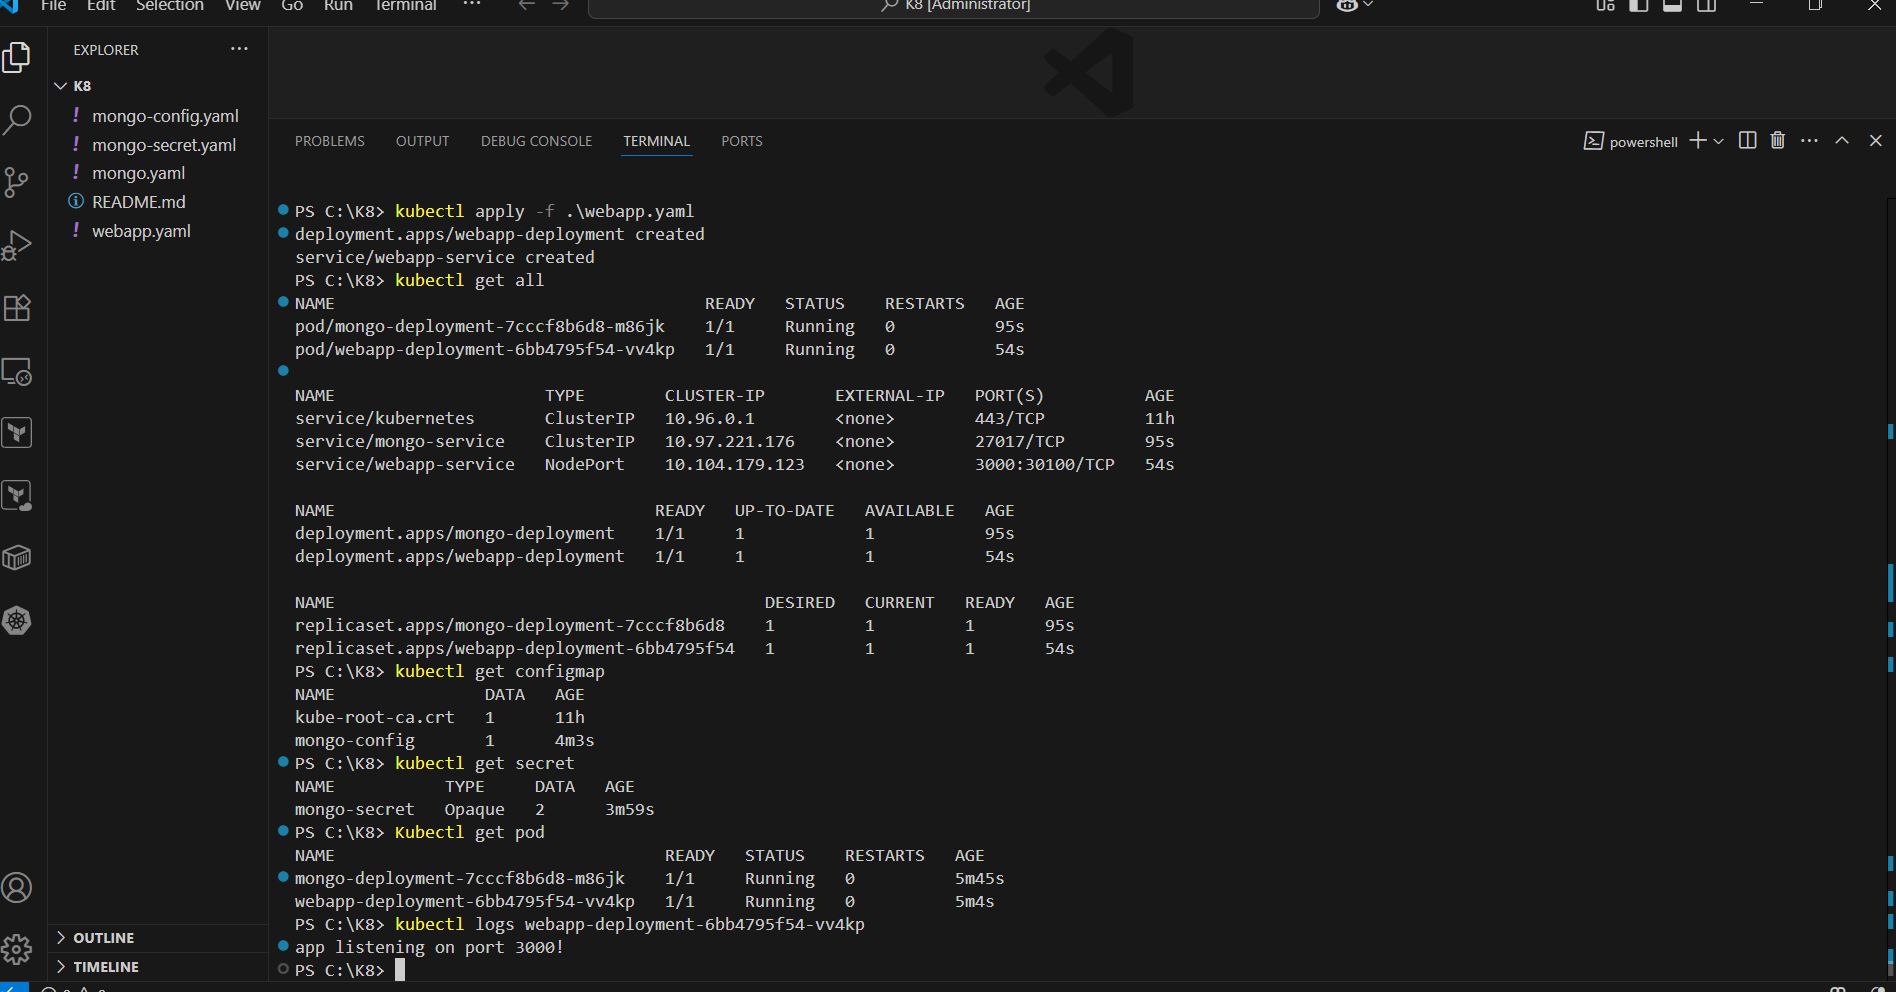 File Edit Selection View Go Run Terminal ···
K8 [Administrator]
EXPLORER ···
K8
! mongo-config.yaml
! mongo-secret.yaml
! mongo.yaml
README.md
! webapp.yaml
OUTLINE
TIMELINE
PROBLEMS OUTPUT DEBUG CONSOLE TERMINAL PORTS
powershell
PS C:\K8> kubectl apply -f .\webapp.yaml
deployment.apps/webapp-deployment created
service/webapp-service created
PS C:\K8> kubectl get all
NAME READY STATUS RESTARTS AGE
pod/mongo-deployment-7cccf8b6d8-m86jk 1/1 Running 0 95s
pod/webapp-deployment-6bb4795f54-vv4kp 1/1 Running 0 54s
NAME TYPE CLUSTER-IP EXTERNAL-IP PORT(S) AGE
service/kubernetes ClusterIP 10.96.0.1 <none> 443/TCP 11h
service/mongo-service ClusterIP 10.97.221.176 <none> 27017/TCP 95s
service/webapp-service NodePort 10.104.179.123 <none> 3000:30100/TCP 54s
NAME READY UP-TO-DATE AVAILABLE AGE
deployment.apps/mongo-deployment 1/1 1 1 95s
deployment.apps/webapp-deployment 1/1 1 1 54s
NAME DESIRED CURRENT READY AGE
replicaset.apps/mongo-deployment-7cccf8b6d8 1 1 1 95s
replicaset.apps/webapp-deployment-6bb4795f54 1 1 1 54s
PS C:\K8> kubectl get configmap
NAME DATA AGE
kube-root-ca.crt 1 11h
mongo-config 1 4m3s
PS C:\K8> kubectl get secret
NAME TYPE DATA AGE
mongo-secret Opaque 2 3m59s
PS C:\K8> Kubectl get pod
NAME READY STATUS RESTARTS AGE
mongo-deployment-7cccf8b6d8-m86jk 1/1 Running 0 5m45s
webapp-deployment-6bb4795f54-vv4kp 1/1 Running 0 5m4s
PS C:\K8> kubectl logs webapp-deployment-6bb4795f54-vv4kp
app listening on port 3000!
PS C:\K8>